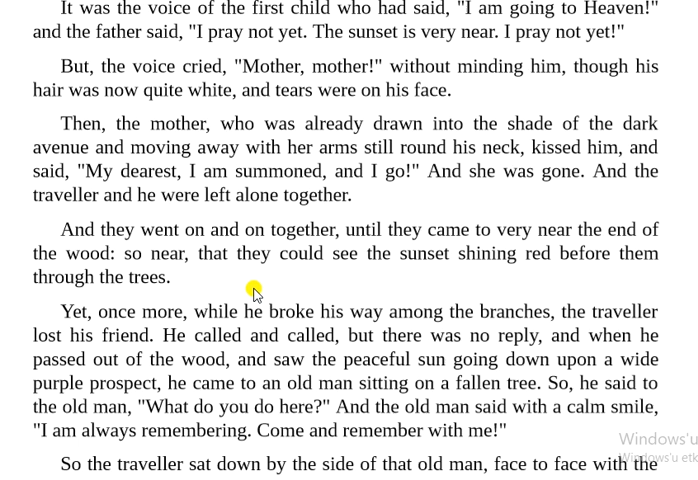 It was the voice of the first child who had said, "I am going to Heaven!"
and the father said, "I pray not yet. The sunset is very near. I pray not yet!"
But, the voice cried, "Mother, mother!" without minding him, though his
hair was now quite white, and tears were on his face.
Then, the mother, who was already drawn into the shade of the dark
avenue and moving away with her arms still round his neck, kissed him, and
said, "My dearest, I am summoned, and I go!" And she was gone. And the
traveller and he were left alone together.
And they went on and on together, until they came to very near the end of
the wood: so near, that they could see the sunset shining red before them
through the trees.
Yet, once more, while he broke his way among the branches, the traveller
lost his friend. He called and called, but there was no reply, and when he
passed out of the wood, and saw the peaceful sun going down upon a wide
purple prospect, he came to an old man sitting on a fallen tree. So, he said to
the old man, "What do you do here?" And the old man said with a calm smile,
"I am always remembering. Come and remember with me!"
Windows'u
Windows'u etk
So the traveller sat down by the side of that old man, face to face with the